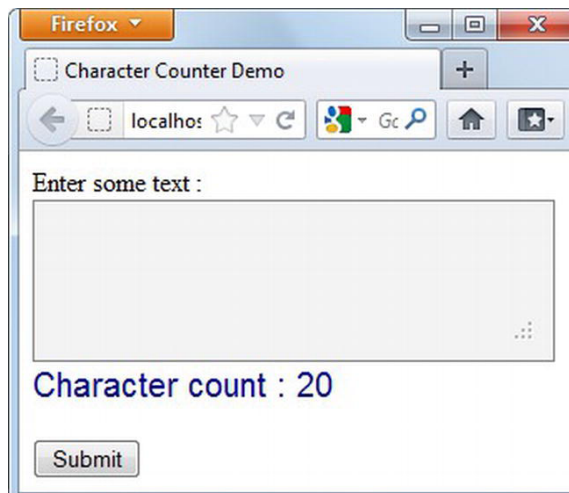 Firefox
Character Counter Demo
localhos
Gc
Enter some text :
Character count : 20
Submit